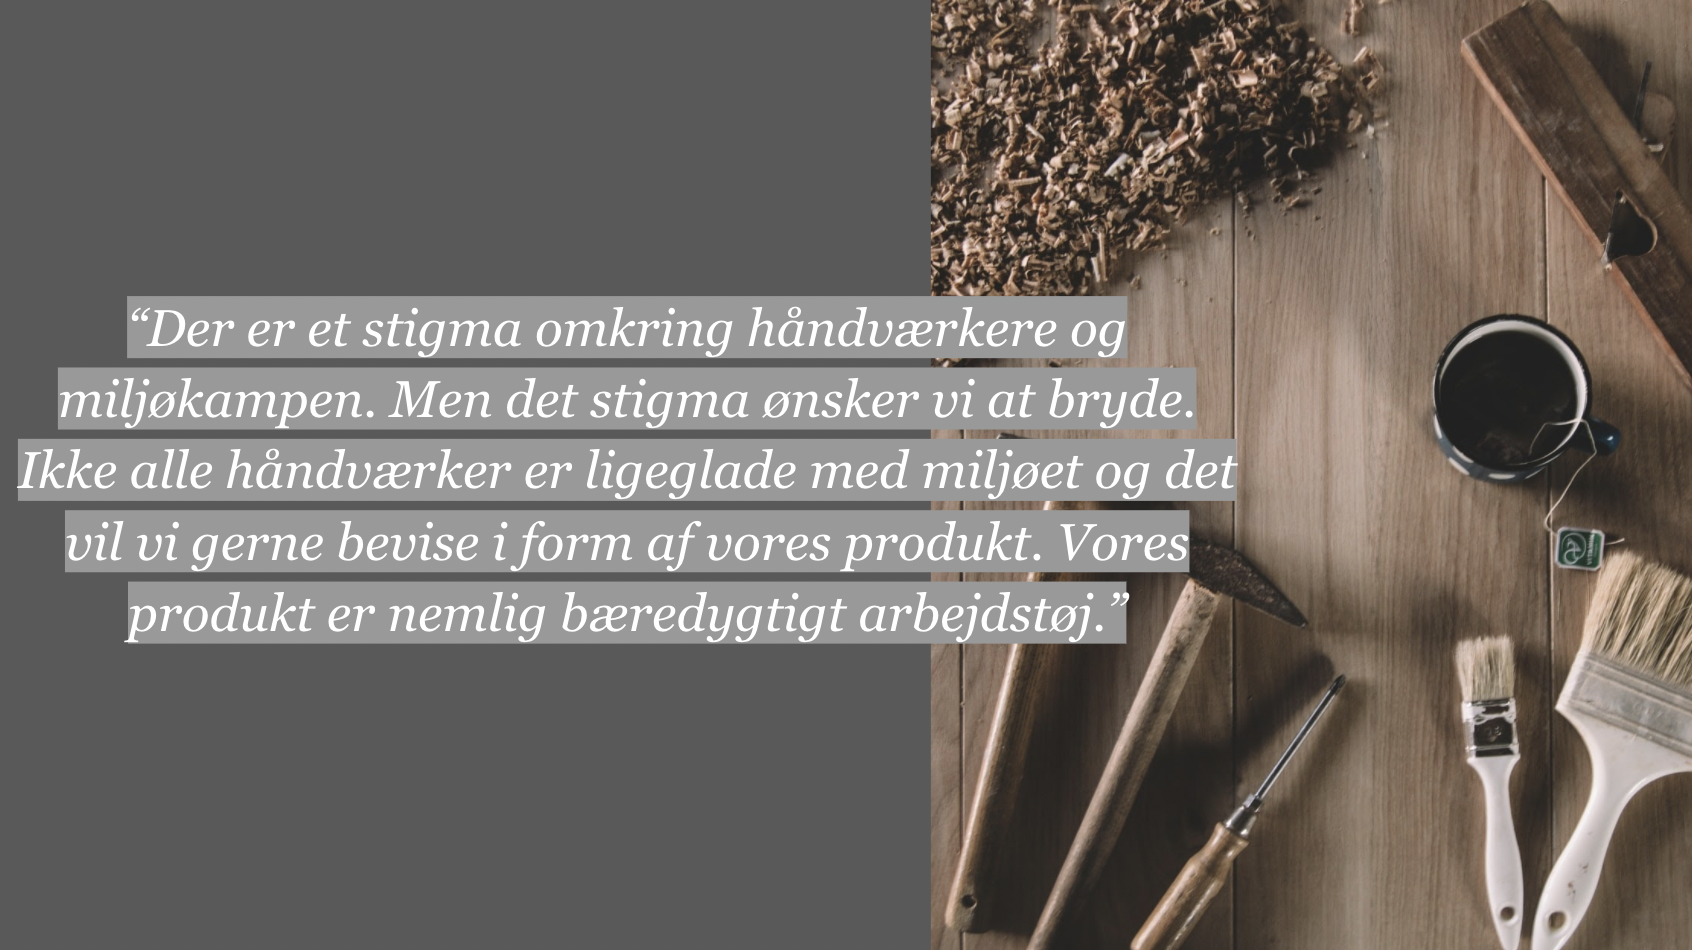 “Der er et stigma omkring håndværkere og
miljøkampen. Men det stigma ønsker vi at bryde.
Ikke alle håndværker er ligeglade med miljøet og det
vil vi gerne bevise i form af vores produkt. Vores
produkt er nemlig bæredygtigt arbejdstøj.”